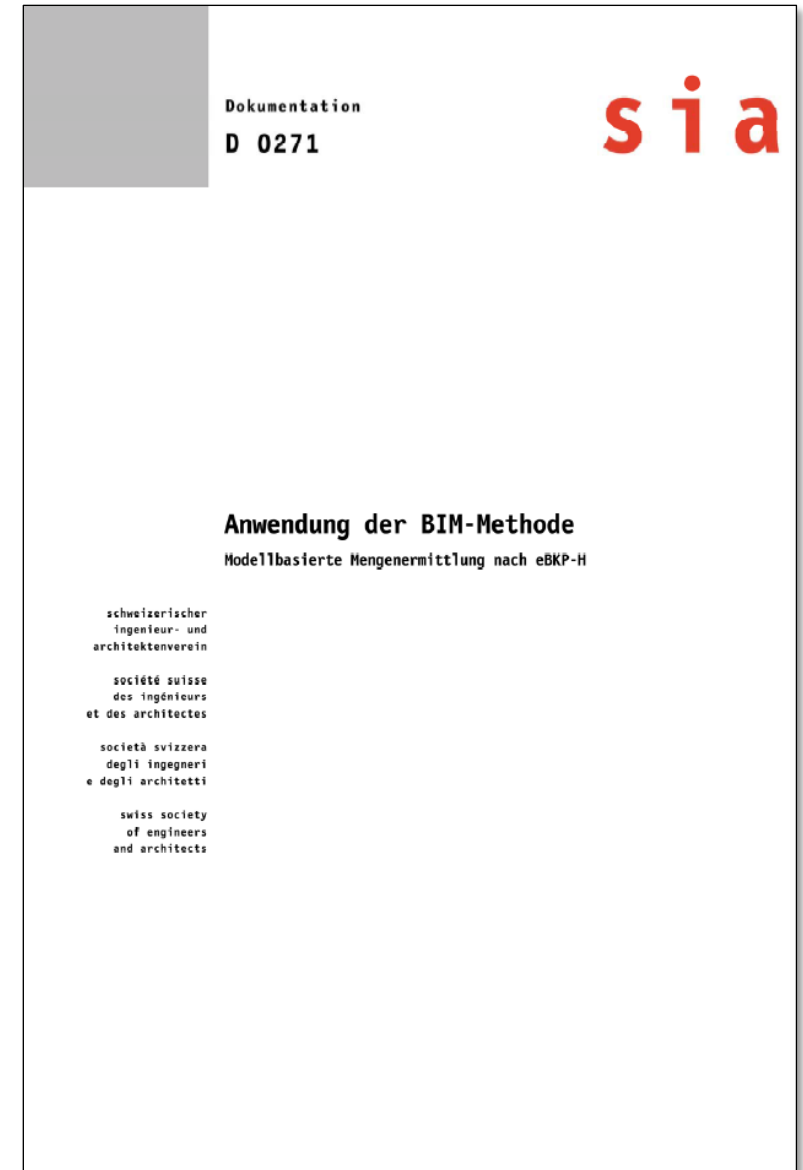 Dokumentation
D 0271
sia
Anwendung der BIM-Methode
Modellbasierte Mengenermittlung nach eBKP-H
schweizerischer
ingenieur- und
architektenverein
société suisse
des ingénieurs
et des architectes
società svizzera
degli ingegneri
e degli architetti
swiss society
of engineers
and architects